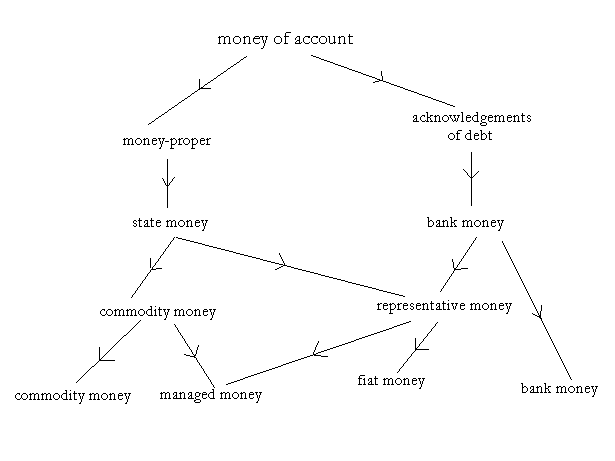 money of account
acknowledgements
of debt
money-proper
state money
bank money
commodity money
representative money
commodity money
managed money
fiat money
bank money